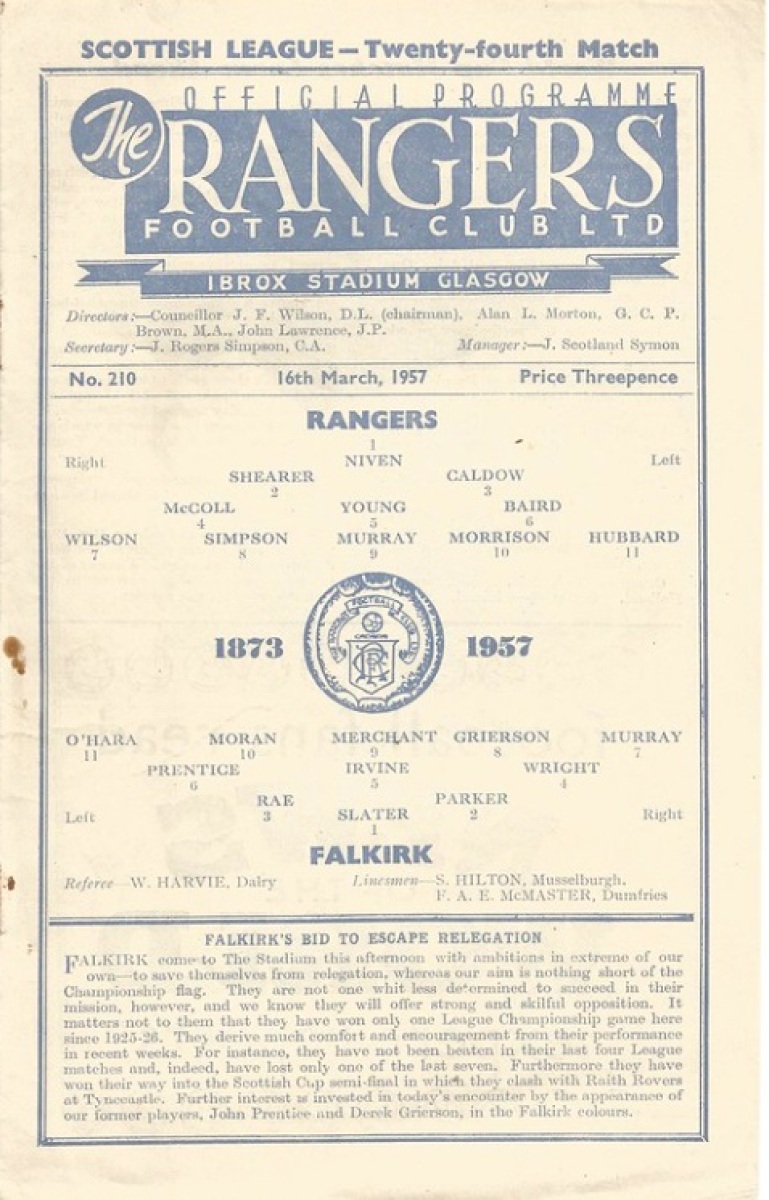 SCOTTISH LEAGUE—Twenty-fourth Match
OFFICIAL PROGRAMME
The RANGERS
FOOTBALL CLUB LTD
IBROX STADIUM GLASGOW
Directors:—Councillor J. F. Wilson, D.L. (chairman), Alan L. Morton, G. C. P.
Brown, M.A., John Lawrence, J.P.
Secretary:—J. Rogers Simpson, C.A. Manager:—J. Scotland Symon
No. 210 16th March, 1957 Price Threepence
RANGERS
1
Right NIVEN Left
SHEARER CALDOW
2 3
McCOLL YOUNG BAIRD
4 5 6
WILSON SIMPSON MURRAY MORRISON HUBBARD
7 8 9 10 11
FOOTBALL
1873 1957
O'HARA MORAN MERCHANT GRIERSON MURRAY
11 10 9 8 7
PRENTICE IRVINE WRIGHT
6 5 4
RAE PARKER
Left 3 SLATER 2 Right
1
FALKIRK
Referee—W. HARVIE, Dalry Linesmen—S. HILTON, Musselburgh.
F. A. E. McMASTER, Dumfries
FALKIRK'S BID TO ESCAPE RELEGATION
FALKIRK come to The Stadium this afternoon with ambitions in extreme of our
own—to save themselves from relegation, whereas our aim is nothing short of the
Championship flag. They are not one whit less determined to succeed in their
mission, however, and we know they will offer strong and skilful opposition. It
matters not to them that they have won only one League Championship game here
since 1925-26. They derive much comfort and encouragement from their performance
in recent weeks. For instance, they have not been beaten in their last four League
matches and, indeed, have lost only one of the last seven. Furthermore they have
won their way into the Scottish Cup semi-final in which they clash with Raith Rovers
at Tynecastle. Further interest is invested in today's encounter by the appearance of
our former players, John Prentice and Derek Grierson, in the Falkirk colours.